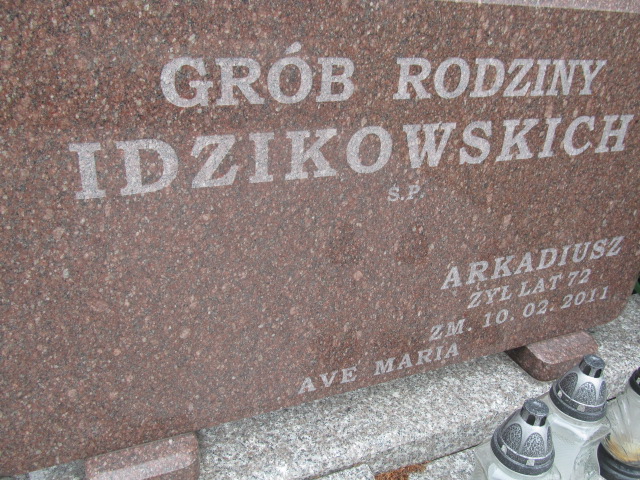 GRÓB RODZINY
IDZIKOWSKICH
Ś.P.
ARKADIUSZ
ŻYŁ LAT 72
ZM. 10. 02. 2011
AVE MARIA